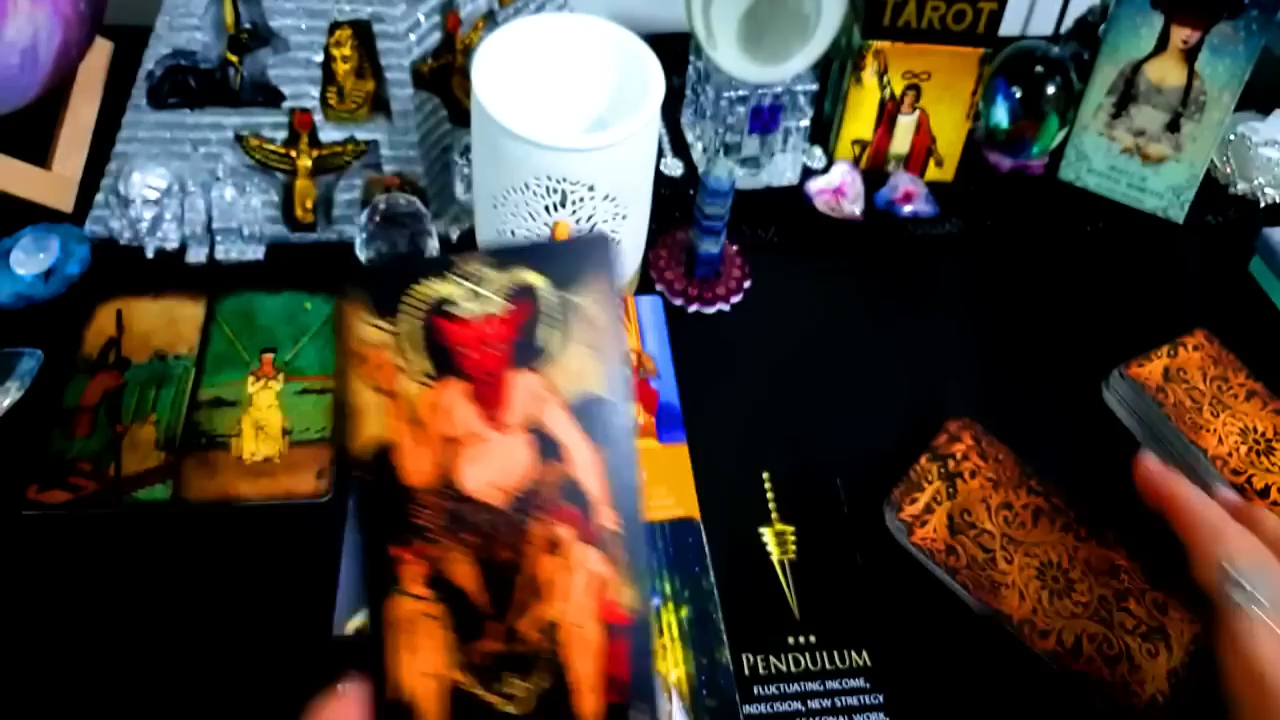 TAROT
PENDULUM
FLUCTUATING INCOME,
INDECISION, NEW STRETEGY
SEASONAL WORK,